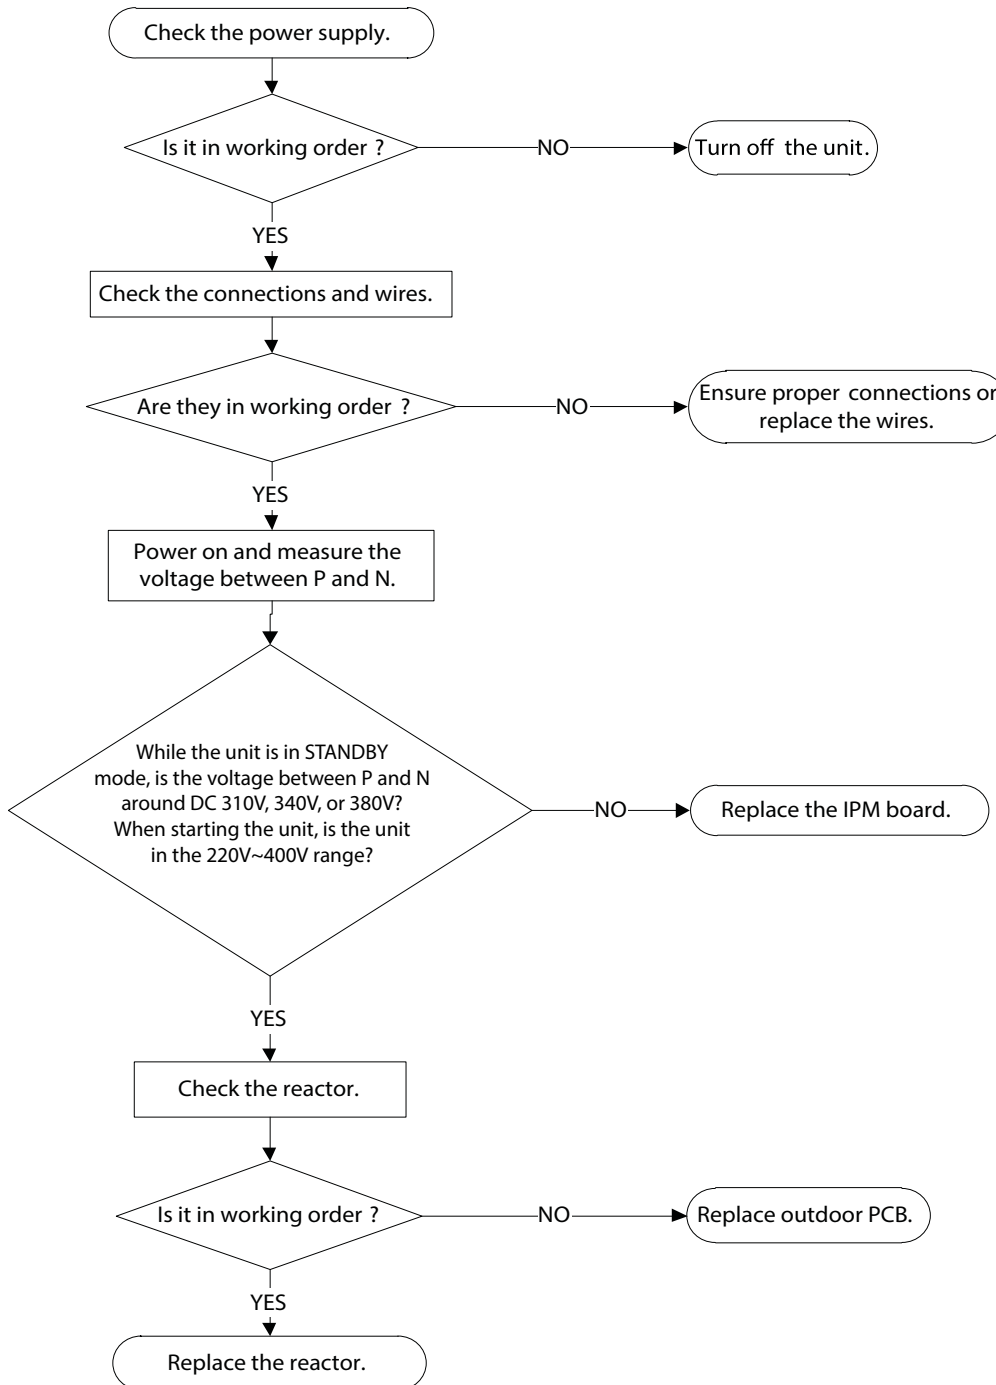 Check the power supply.
Is it in working order ?
NO
Turn off the unit.
YES
Check the connections and wires.
Are they in working order ?
NO
Ensure proper connections or
replace the wires.
YES
Power on and measure the
voltage between P and N.
While the unit is in STANDBY
mode, is the voltage between P and N
around DC 310V, 340V, or 380V?
When starting the unit, is the unit
in the 220V~400V range?
NO
Replace the IPM board.
YES
Check the reactor.
Is it in working order ?
NO
Replace outdoor PCB.
YES
Replace the reactor.